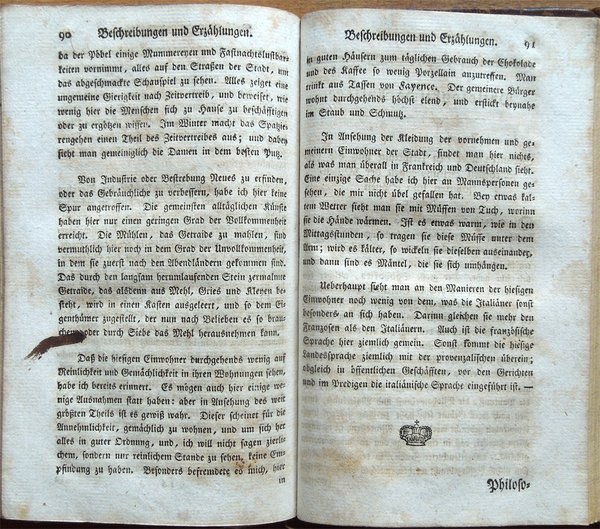 90 Beschreibungen und Erzählungen.
da der Pöbel einige Mummereyen und Fastnachtslustbar-
keiten vornimmt, alles auf den Straßen der Stadt, um
das abgeschmackte Schauspiel zu sehen. Alles zeiget eine
ungemeine Gierigkeit nach Zeitvertreib, und beweiset, wie
wenig hier die Menschen sich zu Hause zu beschäfftigen
oder zu ergötzen wissen. Im Winter macht das Spazie-
rengehen einen Theil des Zeitvertreibes aus; und dabey
sieht man gemeiniglich die Damen in dem besten Putz.
Von Industrie oder Bestrebung Neues zu erfinden,
oder das Gebräuchliche zu verbessern, habe ich hier keine
Spur angetroffen. Die gemeinsten alltäglichen Künste
haben hier nur einen geringen Grad der Vollkommenheit
erreicht. Die Mühlen, das Getraide zu mahlen, sind
vermuthlich hier noch in dem Grad der Unvollkommenheit,
in dem sie zuerst nach den Abendländern gekommen sind.
Das durch den langsam herumlaufenden Stein zermalmte
Getraide, das alsdenn aus Mehl, Gries und Kleyen be-
steht, wird in einen Kasten ausgeleert, und so dem Ei-
genthümer zugestellt, der nun nach Belieben es so brau-
chen oder durch Siebe das Mehl herausnehmen kann.
Daß die hiesigen Einwohner durchgehends wenig auf
Reinlichkeit und Gemächlichkeit in ihren Wohnungen sehen,
habe ich bereits erinnert. Es mögen auch hier einige we-
nige Ausnahmen statt haben: aber in Ansehung des weit
größten Theils ist es gewiß wahr. Dieser scheinet für die
Annehmlichkeit, gemächlich zu wohnen, und um sich her
alles in guter Ordnung, und, ich will nicht sagen zierli-
chem, sondern nur reinlichem Stande zu sehen, keine Em-
pfindung zu haben. Besonders befremdete es mich, hier
in
Beschreibungen und Erzählungen. 91
in guten Häusern zum täglichen Gebrauch der Chokolade
und des Kaffee so wenig Porzellain anzutreffen. Man
trinkt aus Tassen von Fayence. Der gemeinere Bürger
wohnt durchgehends höchst elend, und erstickt beynahe
im Staub und Schmutz.
In Ansehung der Kleidung der vornehmen und ge-
meinern Einwohner der Stadt, findet man hier nichts,
als was man überall in Frankreich und Deutschland sieht.
Eine einzige Sache habe ich hier an Mannspersonen ge-
sehen, die mir nicht übel gefallen hat. Bey etwas kal-
tem Wetter sieht man sie mit Müffen von Tuch, worinn
sie die Hände wärmen. Ist es etwas warm, wie in den
Mittagsstunden, so tragen sie diese Müffe unter dem
Arm; wird es kälter, so wickeln sie dieselben auseinander,
und dann sind es Mäntel, die sie sich umhängen.
Ueberhaupt sieht man an den Manieren der hiesigen
Einwohner noch wenig von dem, was die Italiäner sonst
besonders an sich haben. Darinn gleichen sie mehr den
Franzosen als den Italiänern. Auch ist die französische
Sprache hier ziemlich gemein. Sonst kommt die hiesige
Landessprache ziemlich mit der provenzalischen überein;
obgleich in öffentlichen Geschäfften, vor den Gerichten
und im Predigen die italiänische Sprache eingeführt ist. —
Philoso-